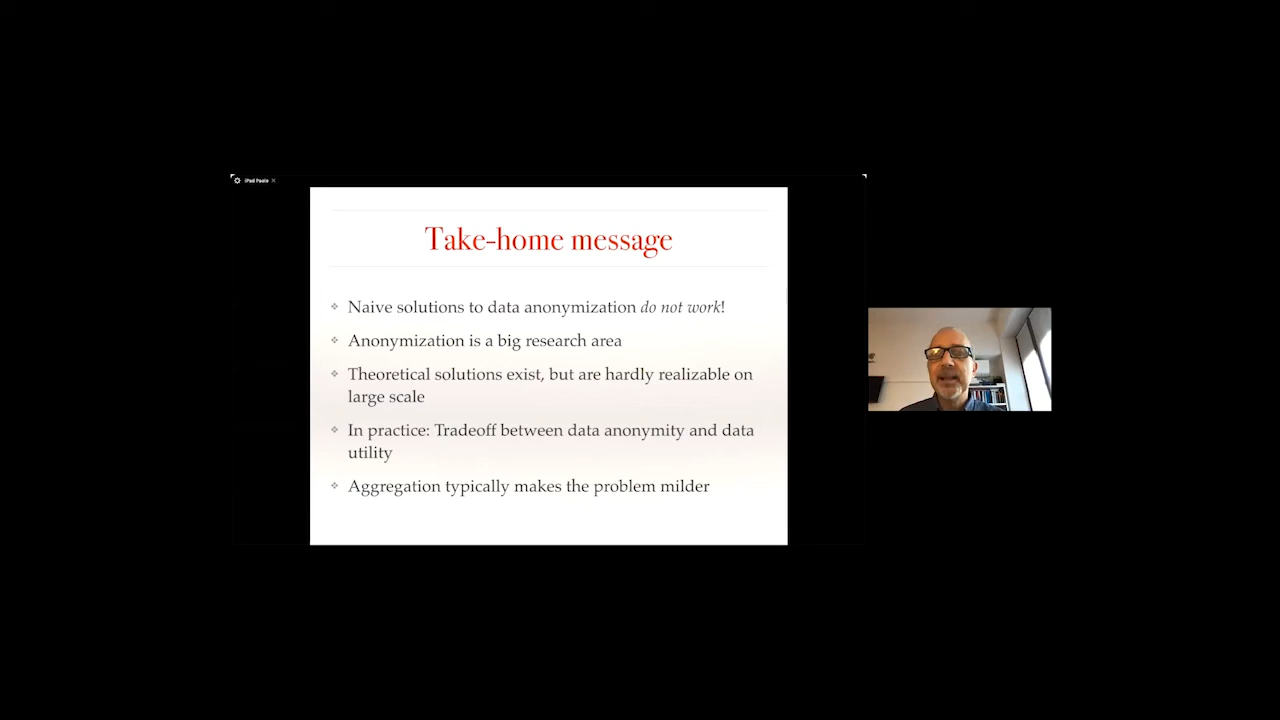 iPad Paolo
Take-home message
Naive solutions to data anonymization do not work!
Anonymization is a big research area
Theoretical solutions exist, but are hardly realizable on
large scale
In practice: Tradeoff between data anonymity and data
utility
Aggregation typically makes the problem milder